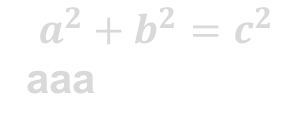 a² + b² = c²
aaa